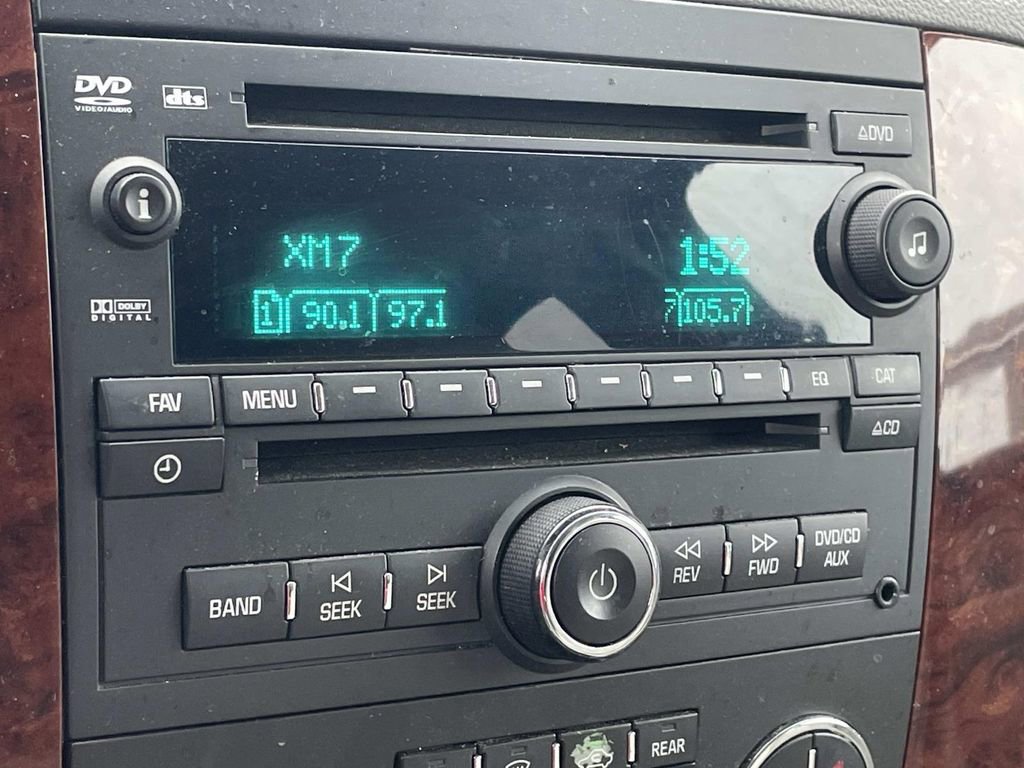 DVD
VIDEO/AUDIO
dts
DVD
i
XM7
1:52
1 90.1 97.1
7 105.7
DOLBY
DIGITAL
FAV
MENU
EQ
CAT
CD
BAND
SEEK
SEEK
REV
FWD
DVD/CD
AUX
REAR